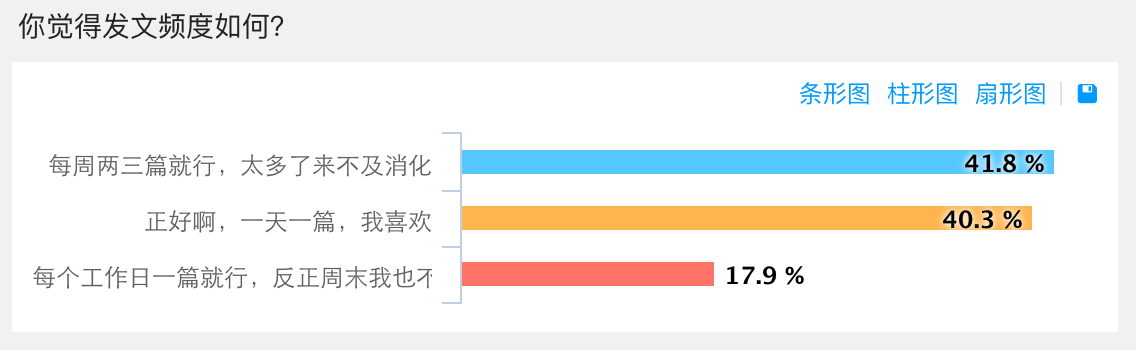 你觉得发文频度如何?
条形图 柱形图 扇形图
每周两三篇就行，太多了来不及消化 41.8 %
正好啊，一天一篇，我喜欢 40.3 %
每个工作日一篇就行，反正周末我也不 17.9 %